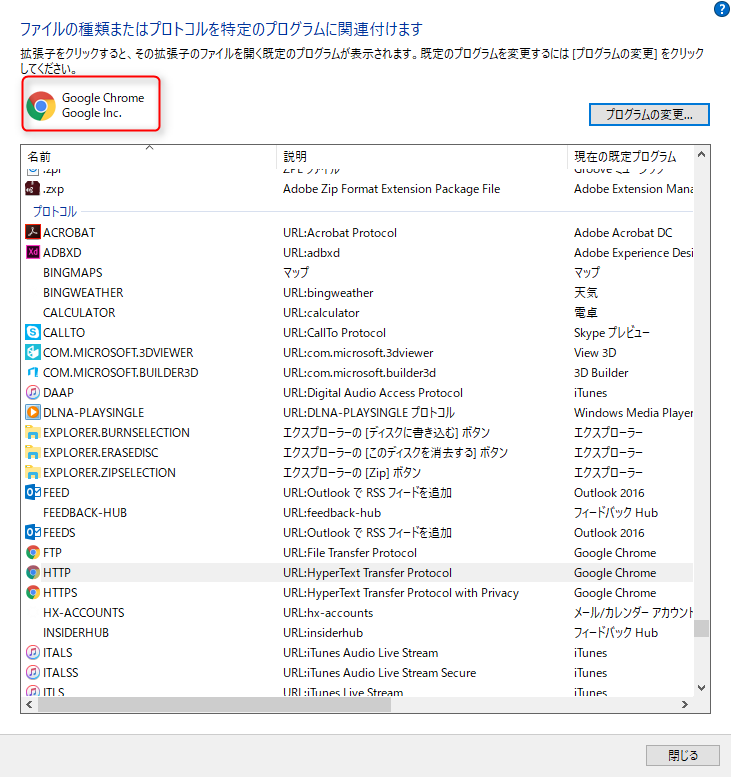 ?
ファイルの種類またはプロトコルを特定のプログラムに関連付けます
拡張子をクリックすると、その拡張子のファイルを開く既定のプログラムが表示されます。既定のプログラムを変更するには [プログラムの変更] をクリック
してください。
Google Chrome
Google Inc.
プログラムの変更...
名前 説明 現在の既定プログラム
.zpl ZPL ファイル Groove ミュージック
.zxp Adobe Zip Format Extension Package File Adobe Extension Mana
プロトコル
ACROBAT URL:Acrobat Protocol Adobe Acrobat DC
ADBXD URL:adbxd Adobe Experience Desi
BINGMAPS マップ マップ
BINGWEATHER URL:bingweather 天気
CALCULATOR URL:calculator 電卓
CALLTO URL:CallTo Protocol Skype プレビュー
COM.MICROSOFT.3DVIEWER URL:com.microsoft.3dviewer View 3D
COM.MICROSOFT.BUILDER3D URL:com.microsoft.builder3d 3D Builder
DAAP URL:Digital Audio Access Protocol iTunes
DLNA-PLAYSINGLE URL:DLNA-PLAYSINGLE プロトコル Windows Media Player
EXPLORER.BURNSELECTION エクスプローラーの [ディスクに書き込む] ボタン エクスプローラー
EXPLORER.ERASEDISC エクスプローラーの [このディスクを消去する] ボタン エクスプローラー
EXPLORER.ZIPSELECTION エクスプローラーの [Zip] ボタン エクスプローラー
FEED URL:Outlook で RSS フィードを追加 Outlook 2016
FEEDBACK-HUB URL:feedback-hub フィードバック Hub
FEEDS URL:Outlook で RSS フィードを追加 Outlook 2016
FTP URL:File Transfer Protocol Google Chrome
HTTP URL:HyperText Transfer Protocol Google Chrome
HTTPS URL:HyperText Transfer Protocol with Privacy Google Chrome
HX-ACCOUNTS URL:hx-accounts メール/カレンダー アカウント
INSIDERHUB URL:insiderhub フィードバック Hub
ITALS URL:iTunes Audio Live Stream iTunes
ITALSS URL:iTunes Audio Live Stream Secure iTunes
ITLS URL:iTunes Live Stream iTunes
閉じる